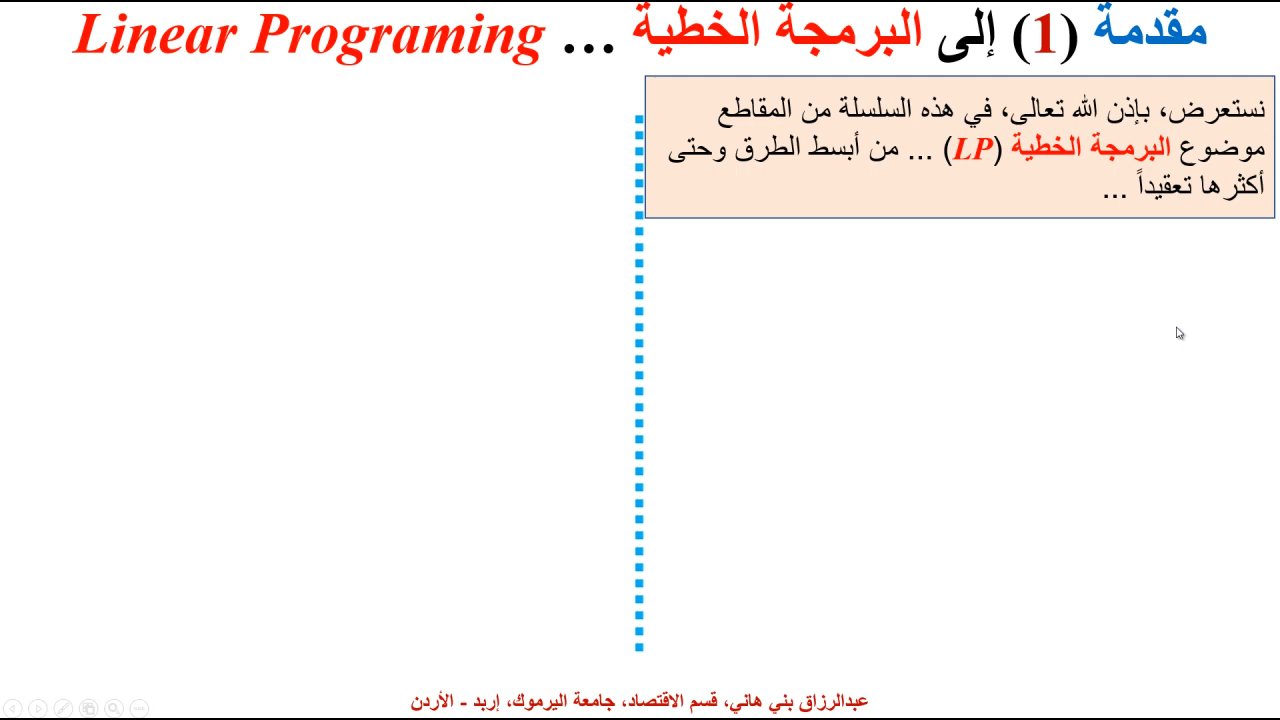 مقدمة (1) إلى البرمجة الخطية ... Linear Programing
نستعرض، بإذن الله تعالى، في هذه السلسلة من المقاطع
موضوع البرمجة الخطية (LP) ... من أبسط الطرق وحتى
أكثرها تعقيداً ...
عبدالرزاق بني هاني، قسم الاقتصاد، جامعة اليرموك، إربد - الأردن